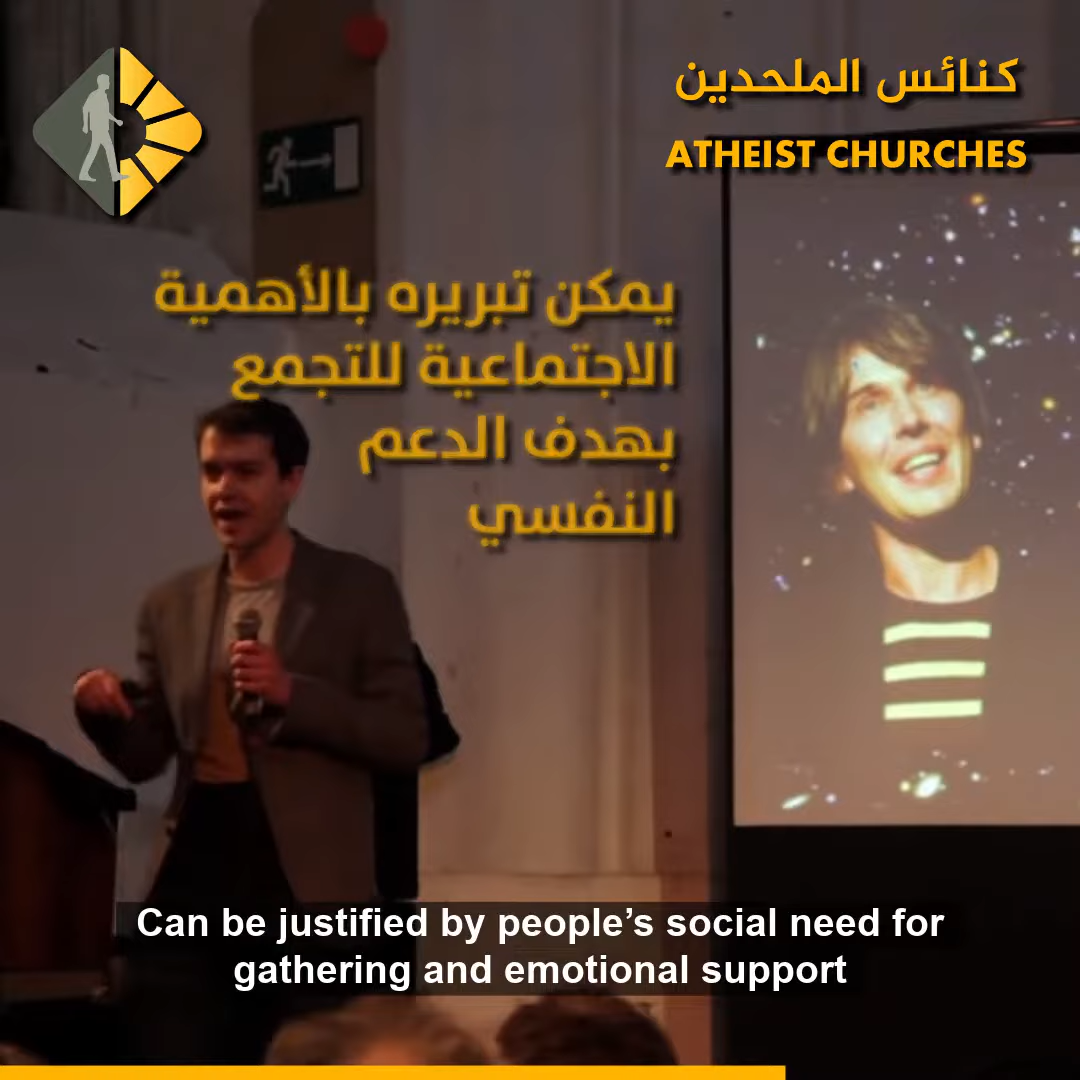 كنائس الملحدين
ATHEIST CHURCHES
يمكن تبريره بالأهمية
الاجتماعية للتجمع
بهدف الدعم
النفسي
Can be justified by people’s social need for
gathering and emotional support